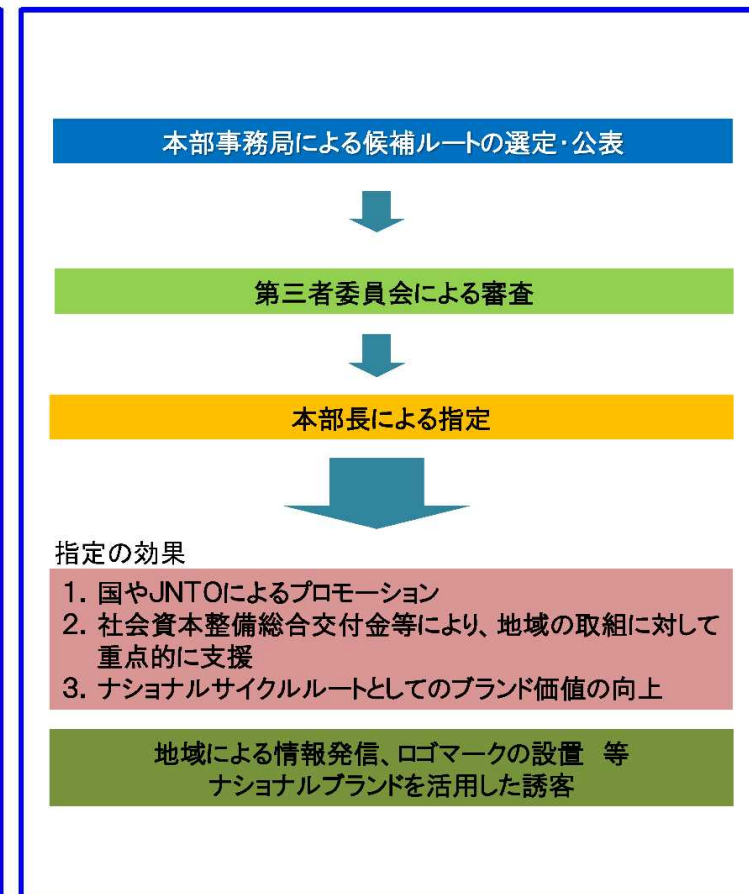 本部事務局による候補ルートの選定・公表
第三者委員会による審査
本部長による指定
指定の効果
1. 国やJNTOによるプロモーション
2. 社会資本整備総合交付金等により、地域の取組に対して
重点的に支援
3. ナショナルサイクルルートとしてのブランド価値の向上
地域による情報発信、ロゴマークの設置　等
ナショナルブランドを活用した誘客